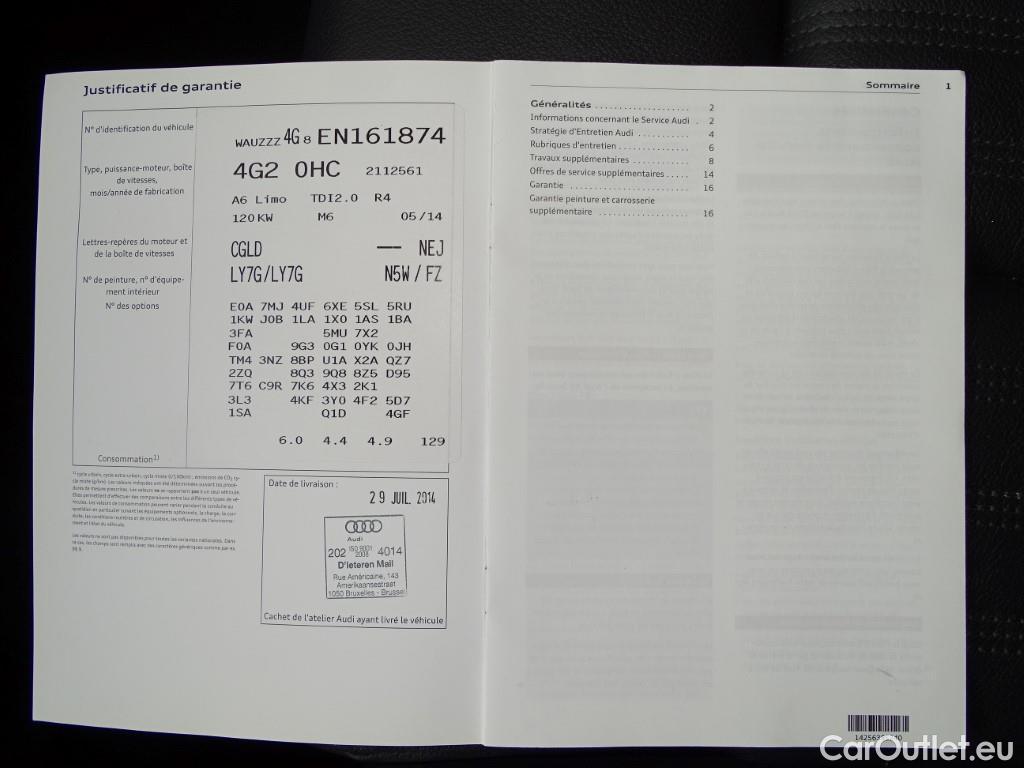 Justificatif de garantie
N° d'identification du véhicule
WAUZZZ 4G 8 EN161874
4G2 0HC 2112561
Type, puissance-moteur, boîte
de vitesses,
mois/année de fabrication
A6 Limo TDI2.0 R4
120 KW M6 05/14
Lettres-repères du moteur et
de la boîte de vitesses
CGLD --- NEJ
N° de peinture, n° d'équipe-
ment intérieur
LY7G/LY7G N5W / FZ
N° des options
E0A 7MJ 4UF 6XE 5SL 5RU
1KW J0B 1LA 1X0 1AS 1BA
3FA 5MU 7X2
F0A 9G3 0G1 0YK 0JH
TM4 3NZ 8BP U1A X2A QZ7
2ZQ 8Q3 9Q8 8Z5 D95
7T6 C9R 7K6 4X3 2K1
3L3 4KF 3Y0 4F2 5D7
1SA Q1D 4GF
6.0 4.4 4.9 129
Consommation¹⁾
Date de livraison :
29 JUIL. 2014
Audi
202 ISO 9001 2008 4014
D'Ieteren Mail
Rue Américaine, 143
Amerikaansestraat
1050 Bruxelles - Brussel
Cachet de l'atelier Audi ayant livré le véhicule
Sommaire 1
Généralités 2
Informations concernant le Service Audi . 2
Stratégie d'Entretien Audi 4
Rubriques d'entretien 6
Travaux supplémentaires 8
Offres de service supplémentaires 14
Garantie 16
Garantie peinture et carrosserie
supplémentaire 16
CarOutlet.eu